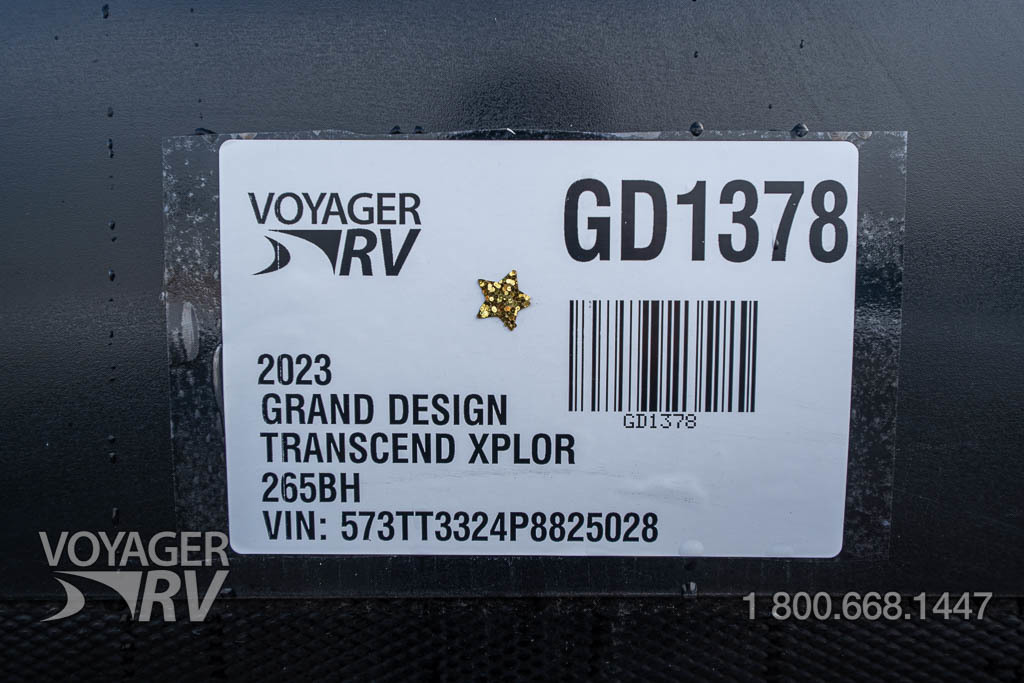 VOYAGER
RV
GD1378
GD1378
2023
GRAND DESIGN
TRANSCEND XPLOR
265BH
VIN: 573TT3324P8825028
VOYAGER
RV
1 800.668.1447